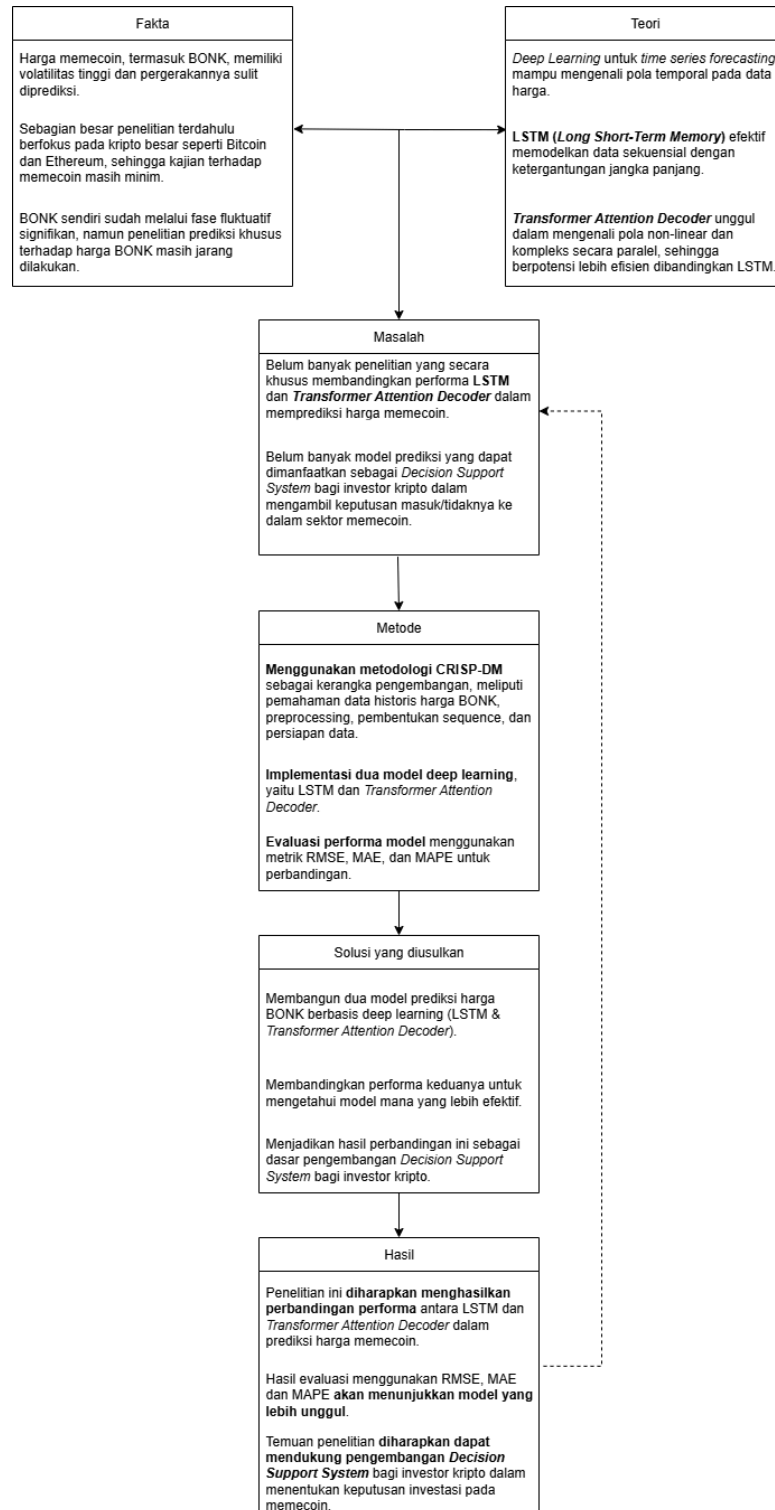 Fakta
Harga memecoin, termasuk BONK, memiliki
volatilitas tinggi dan pergerakannya sulit
diprediksi.
Sebagian besar penelitian terdahulu
berfokus pada kripto besar seperti Bitcoin
dan Ethereum, sehingga kajian terhadap
memecoin masih minim.
BONK sendiri sudah melalui fase fluktuatif
signifikan, namun penelitian prediksi khusus
terhadap harga BONK masih jarang
dilakukan.
Teori
Deep Learning untuk time series forecasting
mampu mengenali pola temporal pada data
harga.
LSTM (Long Short-Term Memory) efektif
memodelkan data sekuensial dengan
ketergantungan jangka panjang.
Transformer Attention Decoder unggul
dalam mengenali pola non-linear dan
kompleks secara paralel, sehingga
berpotensi lebih efisien dibandingkan LSTM.
Masalah
Belum banyak penelitian yang secara
khusus membandingkan performa LSTM
dan Transformer Attention Decoder dalam
memprediksi harga memecoin.
Belum banyak model prediksi yang dapat
dimanfaatkan sebagai Decision Support
System bagi investor kripto dalam
mengambil keputusan masuk/tidaknya ke
dalam sektor memecoin.
Metode
Menggunakan metodologi CRISP-DM
sebagai kerangka pengembangan, meliputi
pemahaman data historis harga BONK,
preprocessing, pembentukan sequence, dan
persiapan data.
Implementasi dua model deep learning,
yaitu LSTM dan Transformer Attention
Decoder.
Evaluasi performa model menggunakan
metrik RMSE, MAE, dan MAPE untuk
perbandingan.
Solusi yang diusulkan
Membangun dua model prediksi harga
BONK berbasis deep learning (LSTM &
Transformer Attention Decoder).
Membandingkan performa keduanya untuk
mengetahui model mana yang lebih efektif.
Menjadikan hasil perbandingan ini sebagai
dasar pengembangan Decision Support
System bagi investor kripto.
Hasil
Penelitian ini diharapkan menghasilkan
perbandingan performa antara LSTM dan
Transformer Attention Decoder dalam
prediksi harga memecoin.
Hasil evaluasi menggunakan RMSE, MAE
dan MAPE akan menunjukkan model yang
lebih unggul.
Temuan penelitian diharapkan dapat
mendukung pengembangan Decision
Support System bagi investor kripto dalam
menentukan keputusan investasi pada
memecoin.